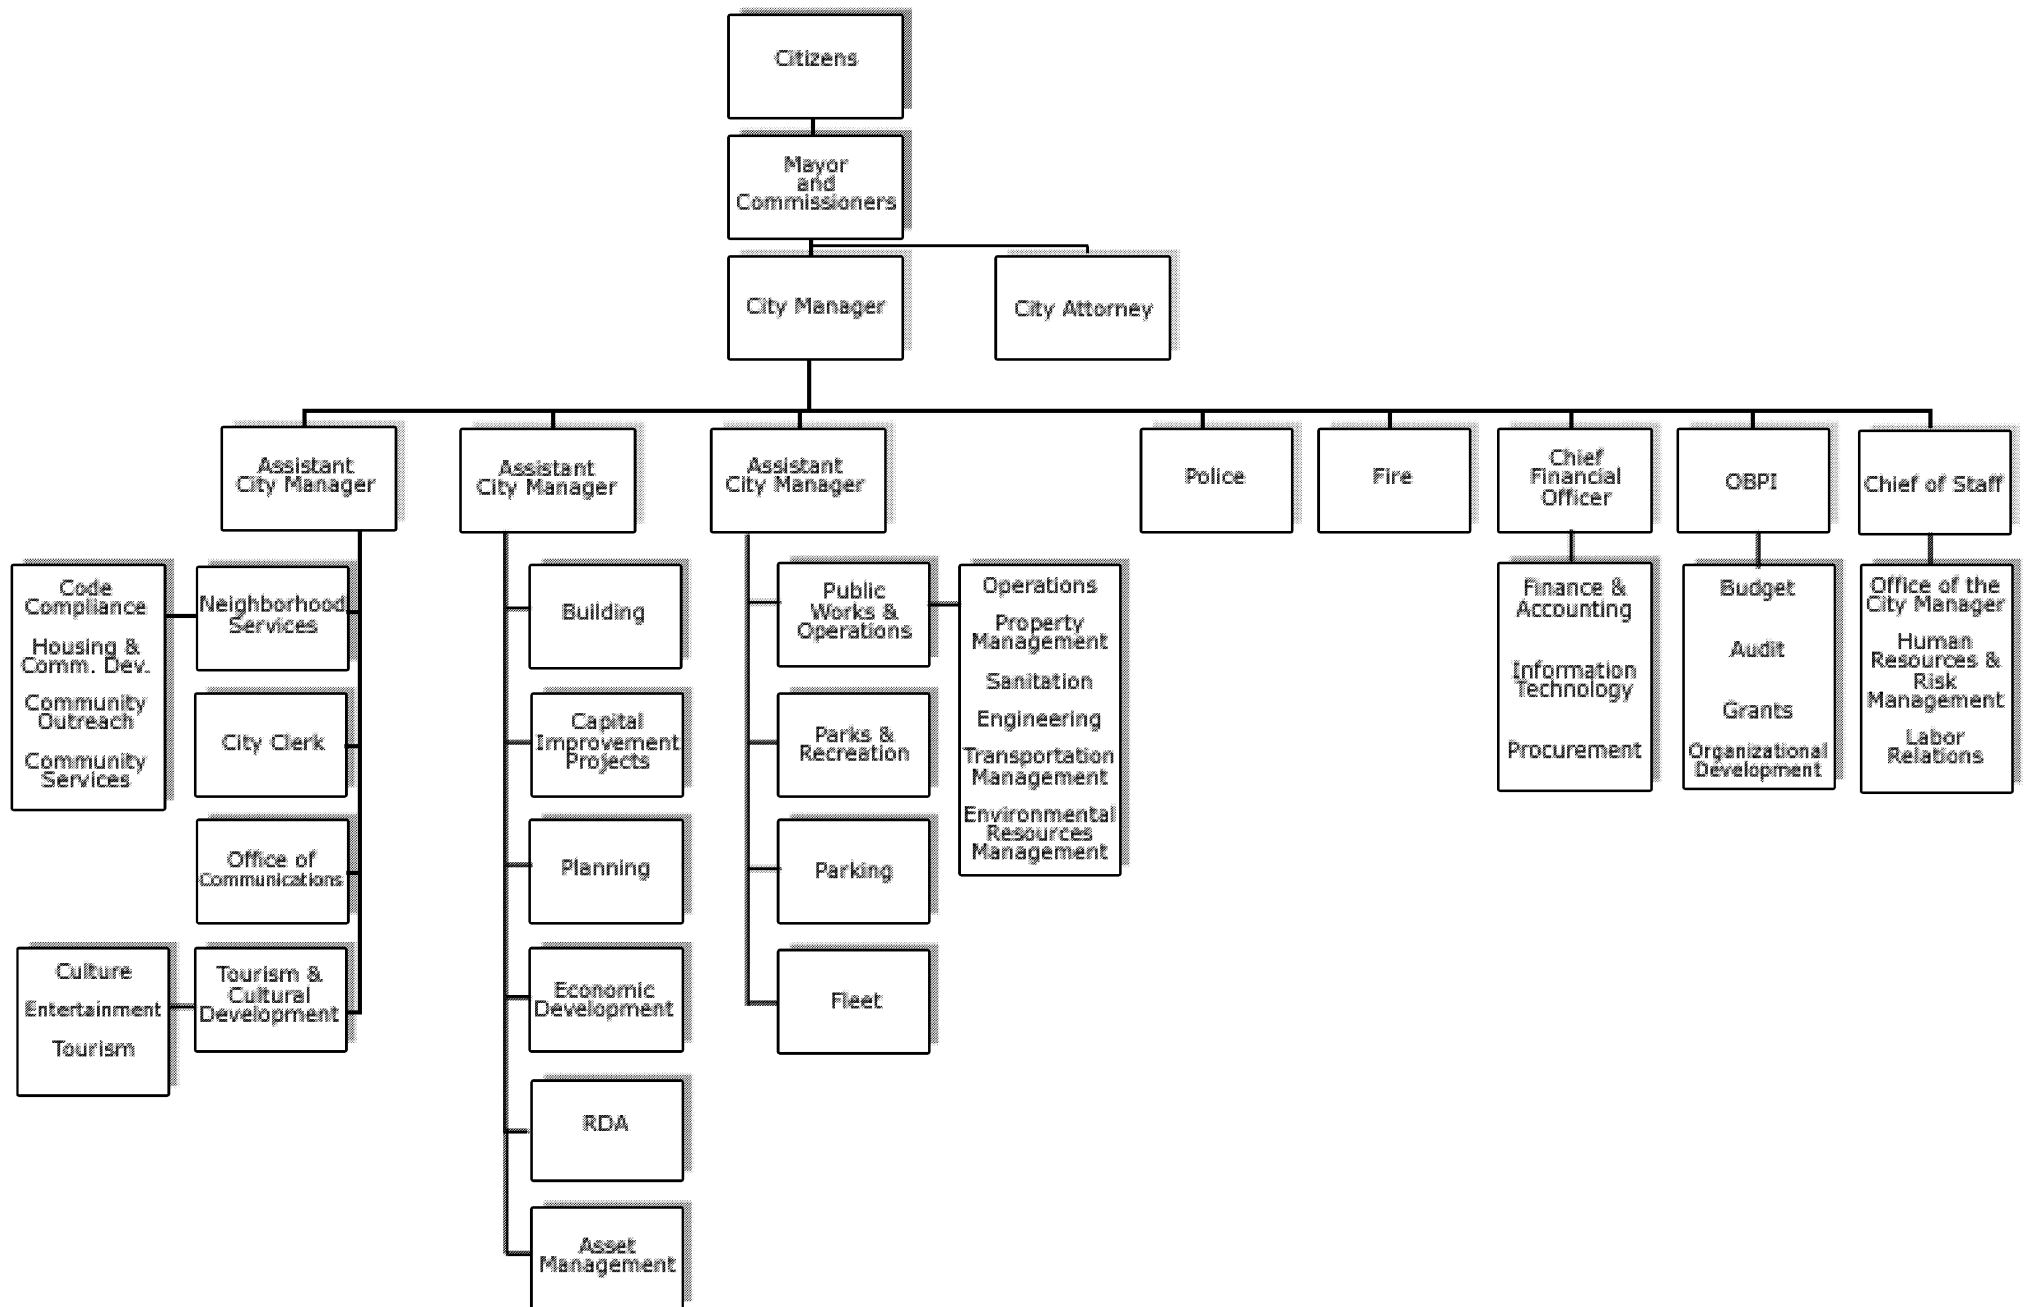 Citizens
Mayor
and
Commissioners
City Manager
City Attorney
Assistant
City Manager
Assistant
City Manager
Assistant
City Manager
Police
Fire
Chief
Financial
Officer
OBPI
Chief of Staff
Code
Compliance
Housing &
Comm. Dev.
Community
Outreach
Community
Services
Neighborhood
Services
City Clerk
Office of
Communications
Culture
Entertainment
Tourism
Tourism &
Cultural
Development
Building
Capital
Improvement
Projects
Planning
Economic
Development
RDA
Asset
Management
Public
Works &
Operations
Parks &
Recreation
Parking
Fleet
Operations
Property
Management
Sanitation
Engineering
Transportation
Management
Environmental
Resources
Management
Finance &
Accounting
Information
Technology
Procurement
Budget
Audit
Grants
Organizational
Development
Office of the
City Manager
Human
Resources &
Risk
Management
Labor
Relations